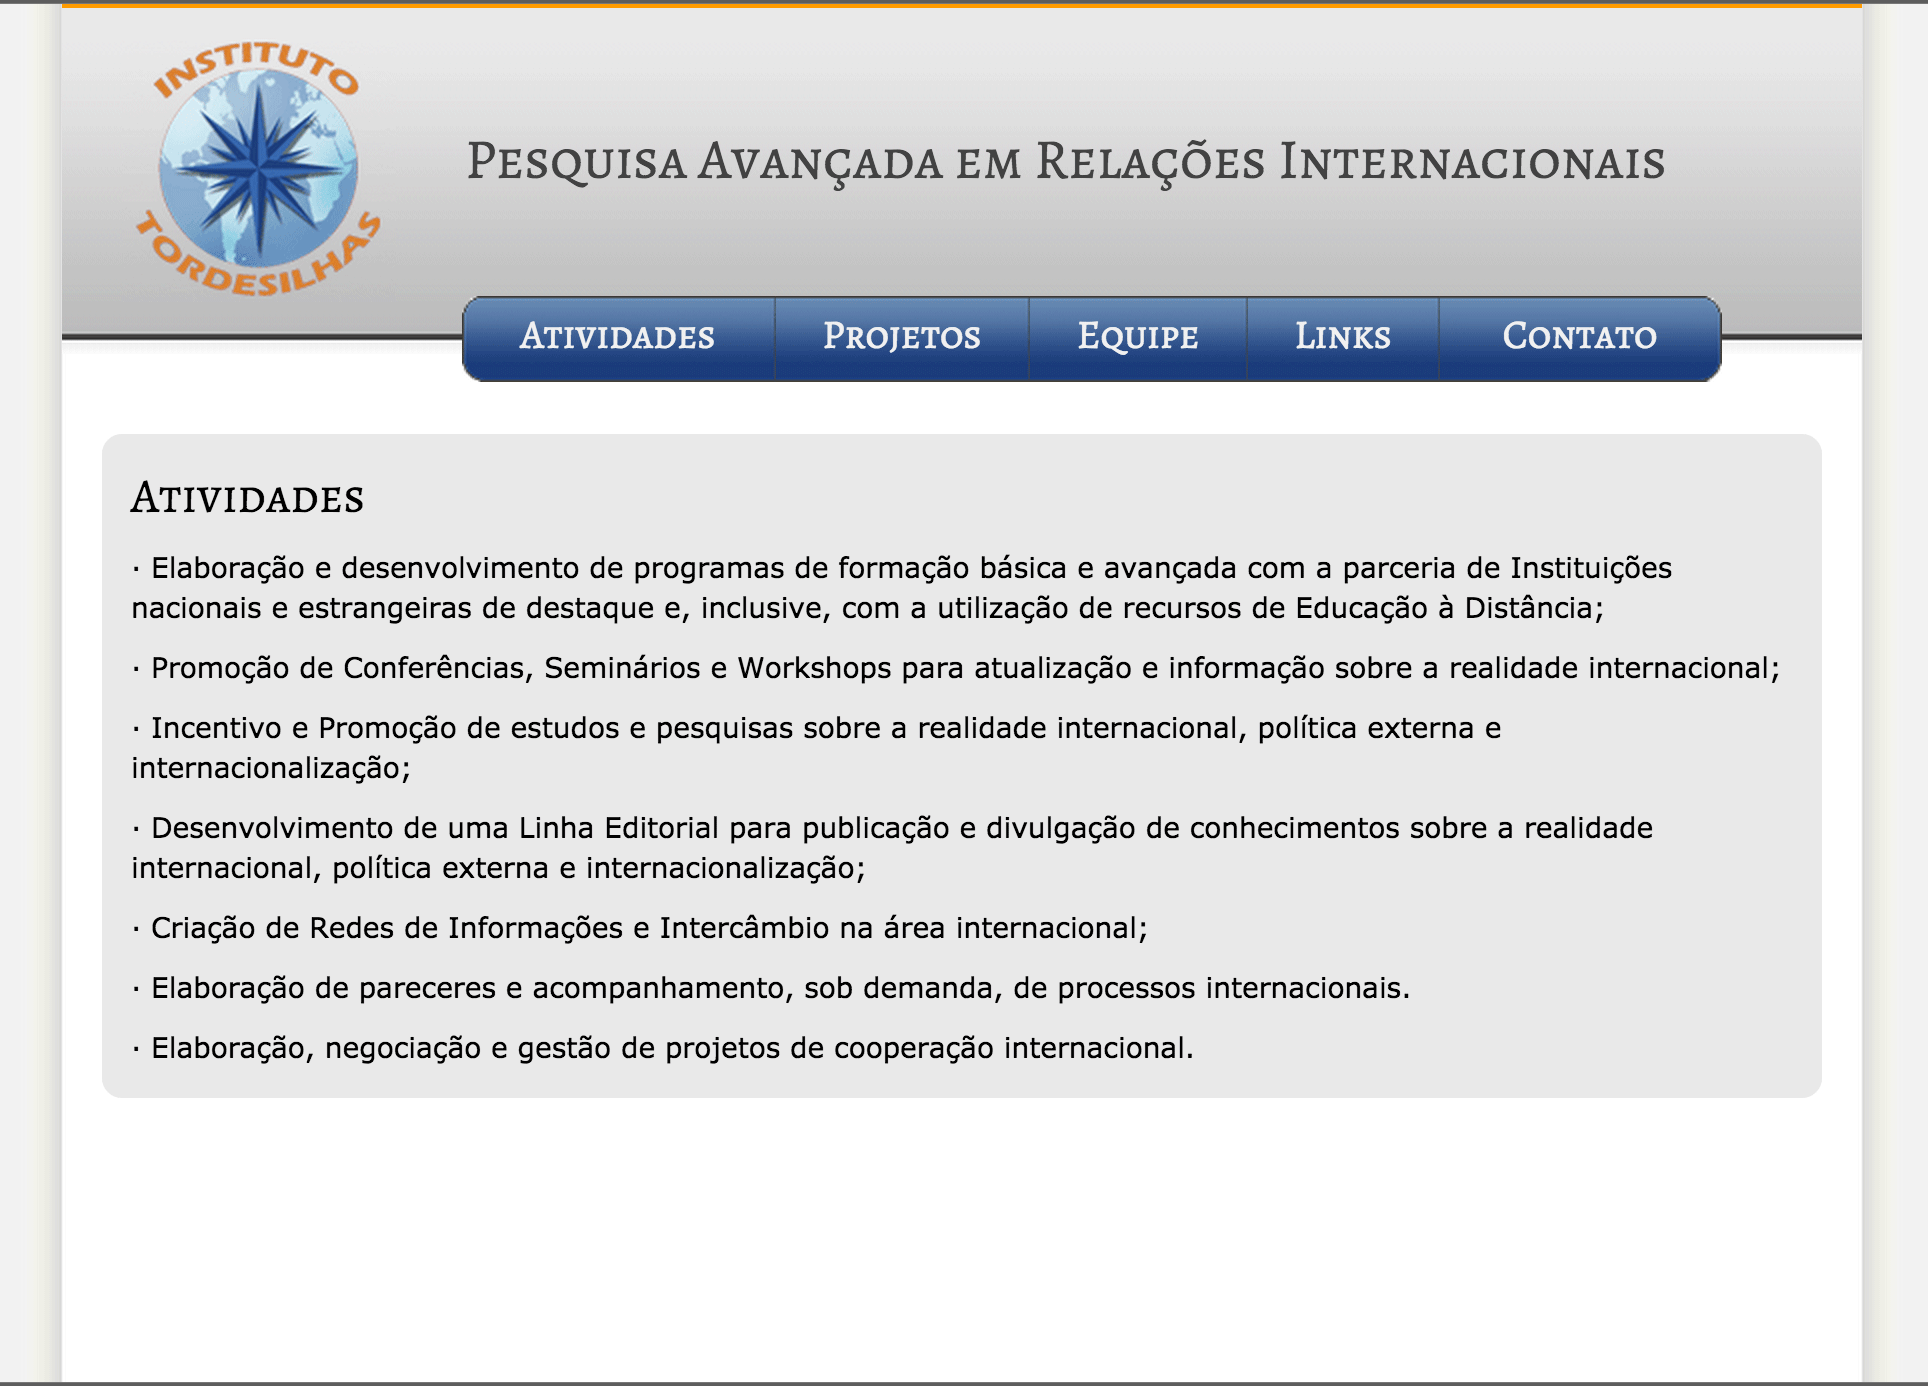 INSTITUTO
TORDESILHAS
Pesquisa Avançada em Relações Internacionais
Atividades
Projetos
Equipe
Links
Contato
Atividades
· Elaboração e desenvolvimento de programas de formação básica e avançada com a parceria de Instituições
nacionais e estrangeiras de destaque e, inclusive, com a utilização de recursos de Educação à Distância;
· Promoção de Conferências, Seminários e Workshops para atualização e informação sobre a realidade internacional;
· Incentivo e Promoção de estudos e pesquisas sobre a realidade internacional, política externa e
internacionalização;
· Desenvolvimento de uma Linha Editorial para publicação e divulgação de conhecimentos sobre a realidade
internacional, política externa e internacionalização;
· Criação de Redes de Informações e Intercâmbio na área internacional;
· Elaboração de pareceres e acompanhamento, sob demanda, de processos internacionais.
· Elaboração, negociação e gestão de projetos de cooperação internacional.